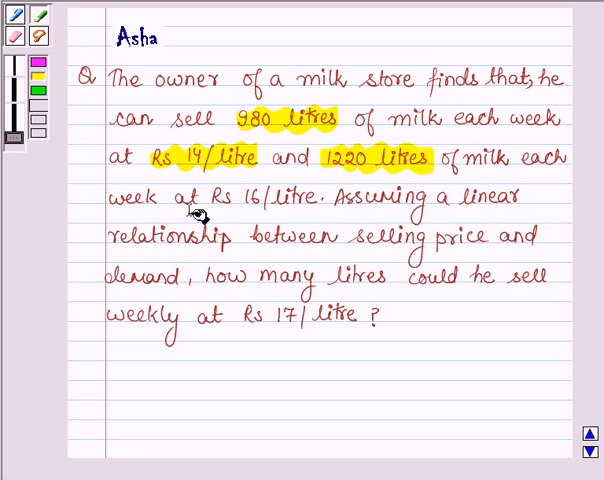 Asha
Q The owner of a milk store finds that, he
can sell 980 litres of milk each week
at Rs 14/litre and 1220 litres of milk each
week at Rs 16/litre. Assuming a linear
relationship between selling price and
demand, how many litres could he sell
weekly at Rs 17/litre ?